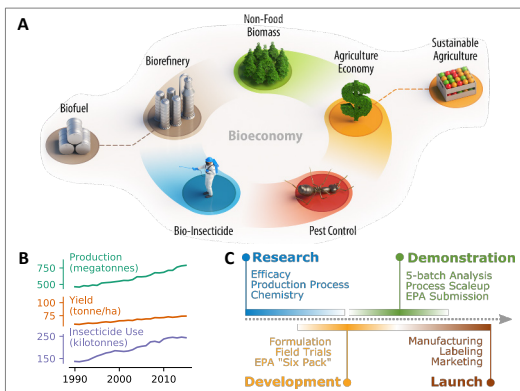 A
Non-Food
Biomass
Biorefinery
Agriculture
Economy
Sustainable
Agriculture
Biofuel
Bioeconomy
Bio-Insecticide
Pest Control
B
Production
(megatonnes)
750
500
Yield
(tonne/ha)
100
75
Insecticide Use
(kilotonnes)
250
150
1990
2000
2010
C
Research
Efficacy
Production Process
Chemistry
Demonstration
5-batch Analysis
Process Scaleup
EPA Submission
Formulation
Field Trials
EPA "Six Pack"
Development
Manufacturing
Labeling
Marketing
Launch